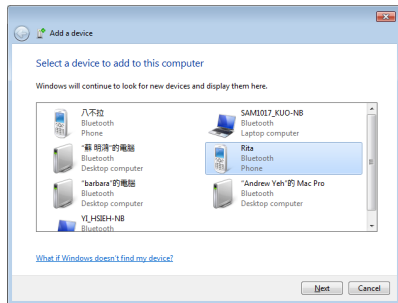 Add a device
Select a device to add to this computer
Windows will continue to look for new devices and display them here.
八不拉
Bluetooth
Phone
SAM1017_KUO-NB
Bluetooth
Laptop computer
"蘇 明清"的電腦
Bluetooth
Desktop computer
Rita
Bluetooth
Phone
"barbara"的電腦
Bluetooth
Desktop computer
"Andrew Yeh"的 Mac Pro
Bluetooth
Desktop computer
YI_HSIEH-NB
Bluetooth
What if Windows doesn't find my device?
Next
Cancel